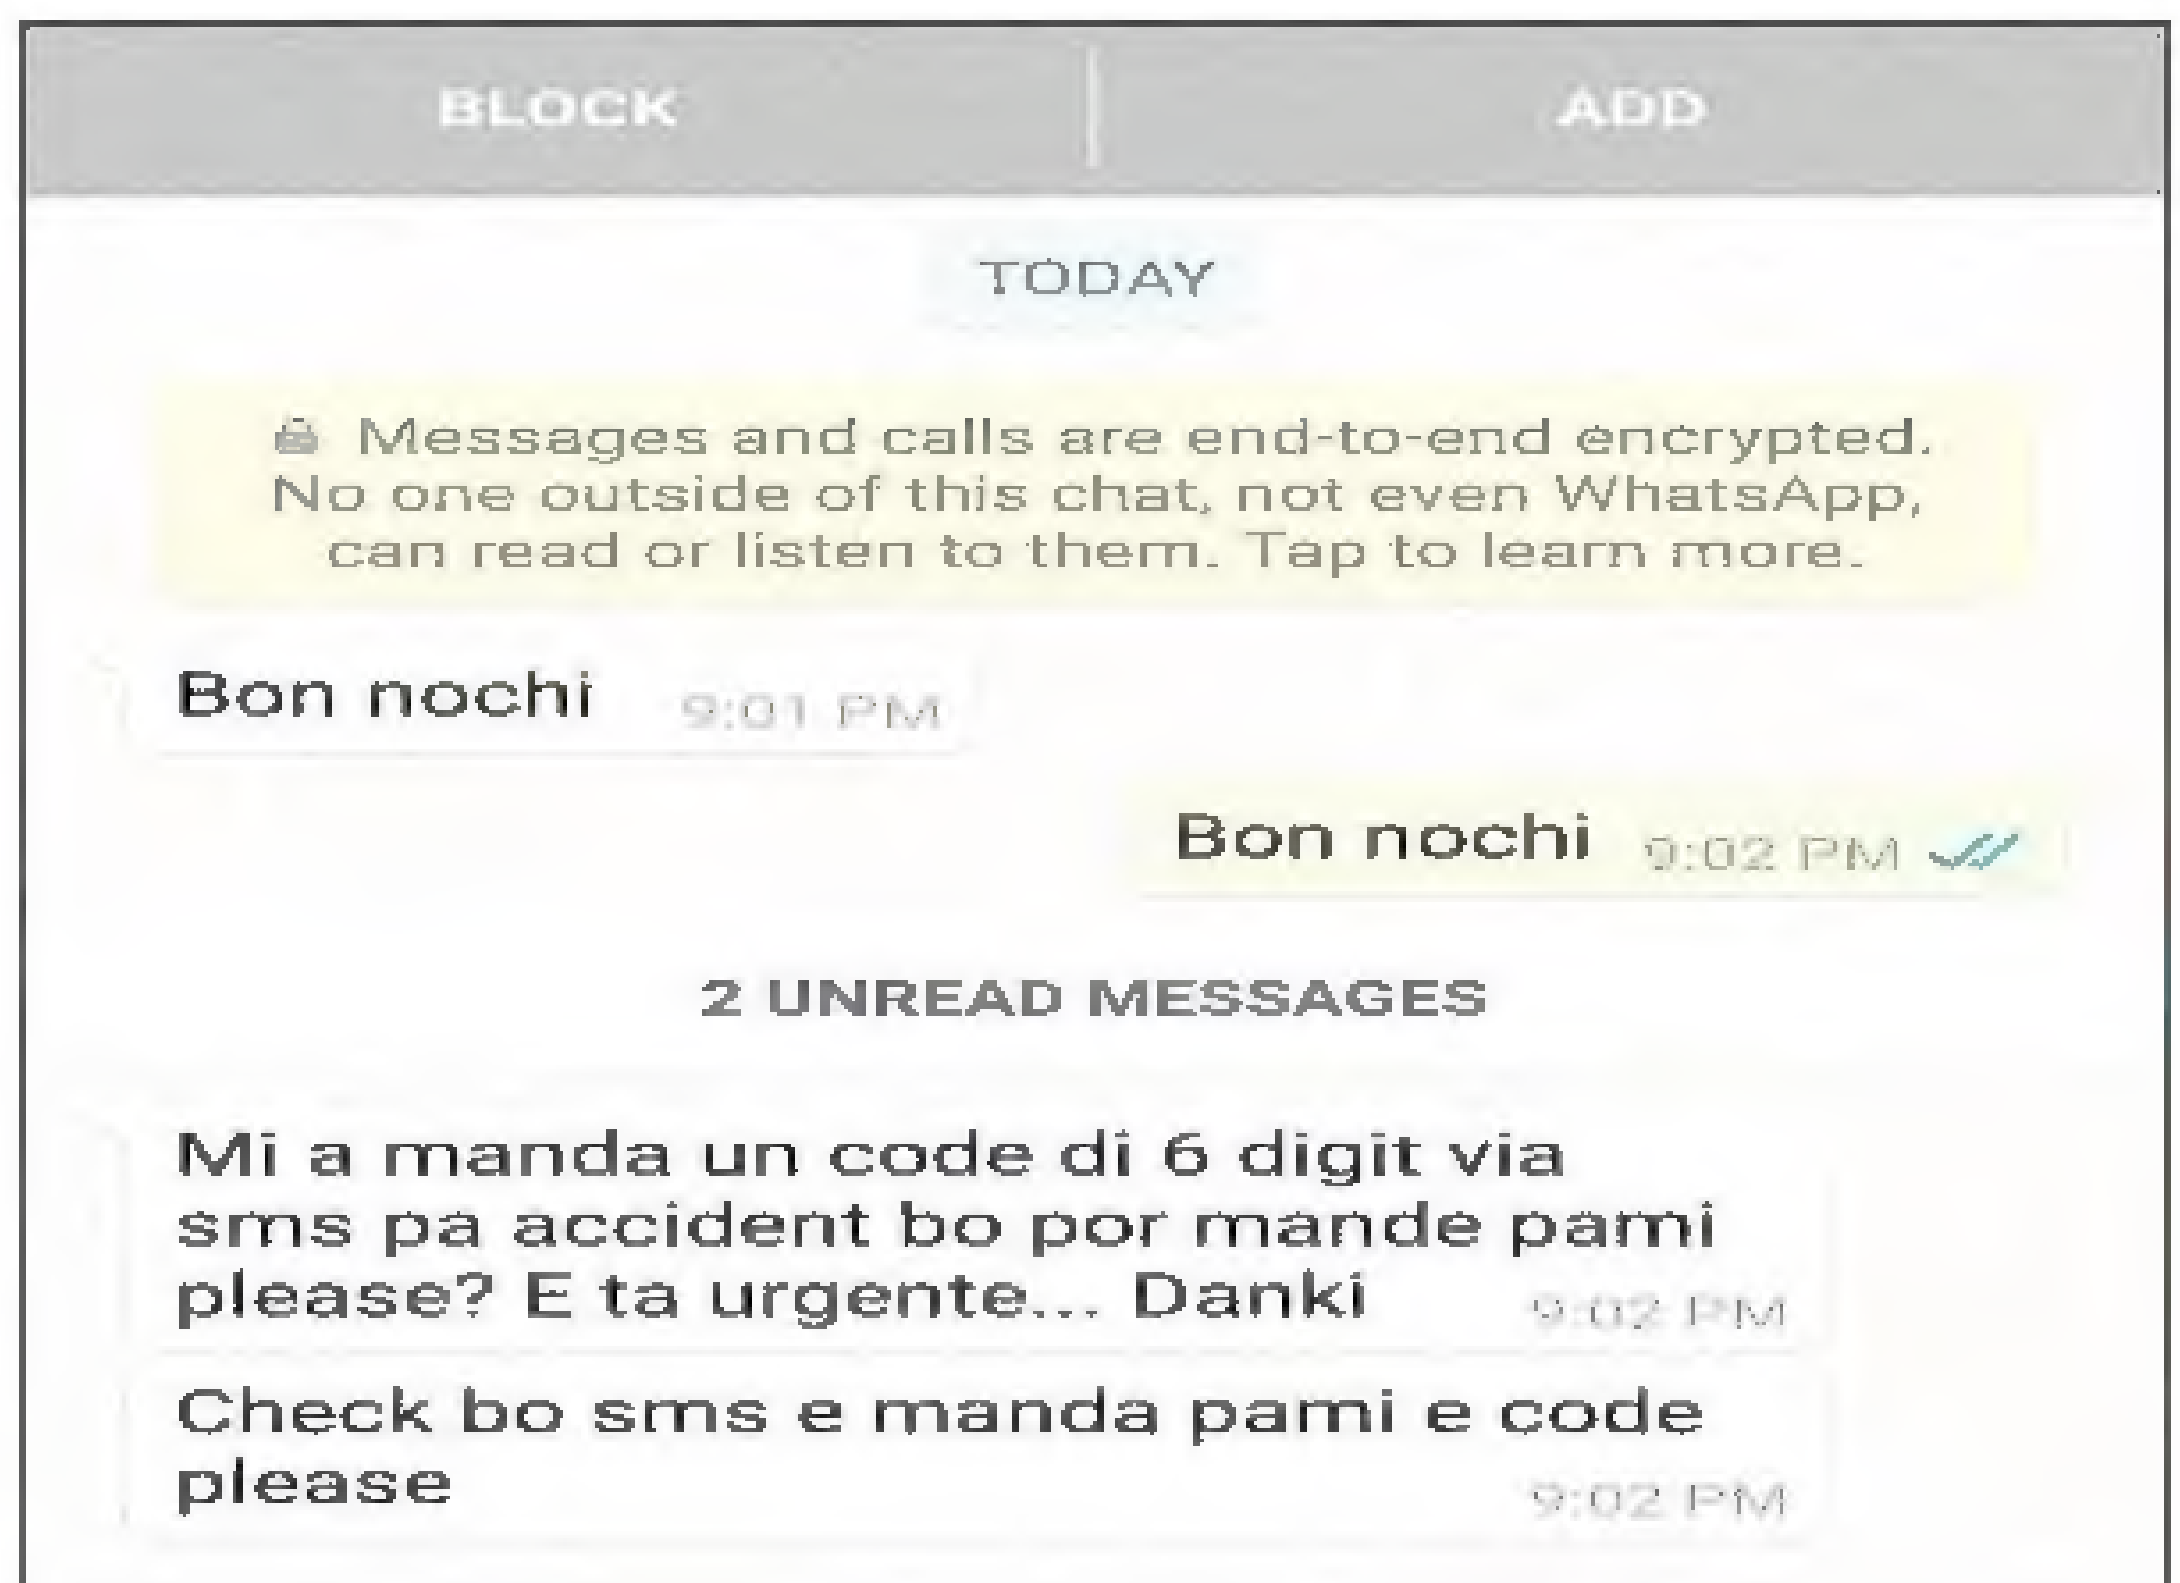 BLOCK
ADD
TODAY
🔒 Messages and calls are end-to-end encrypted.
No one outside of this chat, not even WhatsApp,
can read or listen to them. Tap to learn more.
Bon nochi 9:01 PM
Bon nochi 9:02 PM
2 UNREAD MESSAGES
Mi a manda un code di 6 digit via
sms pa accident bo por mande pami
please? E ta urgente... Danki 9:02 PM
Check bo sms e manda pami e code
please 9:02 PM